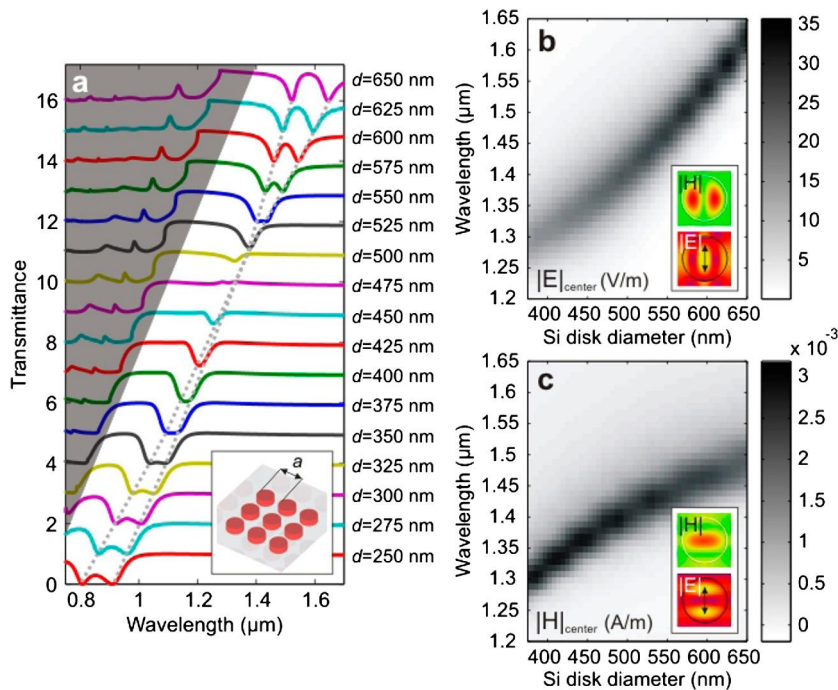 a
Transmittance
16
14
12
10
8
6
4
2
0
0.8
1
1.2
1.4
1.6
Wavelength (μm)
d=650 nm
d=625 nm
d=600 nm
d=575 nm
d=550 nm
d=525 nm
d=500 nm
d=475 nm
d=450 nm
d=425 nm
d=400 nm
d=375 nm
d=350 nm
d=325 nm
d=300 nm
d=275 nm
d=250 nm
a
b
Wavelength (μm)
1.65
1.6
1.55
1.5
1.45
1.4
1.35
1.3
1.25
1.2
|H|
|E|
|E|center (V/m)
400 450 500 550 600 650
Si disk diameter (nm)
35
30
25
20
15
10
5
c
Wavelength (μm)
1.65
1.6
1.55
1.5
1.45
1.4
1.35
1.3
1.25
1.2
|H|
|E|
|H|center (A/m)
400 450 500 550 600 650
Si disk diameter (nm)
x 10⁻³
3
2.5
2
1.5
1
0.5
0